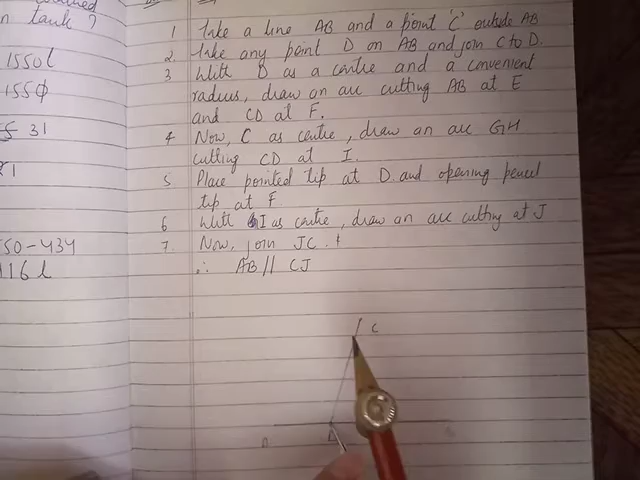 tank ?
1550l
1550
31
1
50-434
116 l
1 Take a line AB and a point 'C' outside AB
2. Take any point D on AB and join C to D.
3 With D as a centre and a convenient
radius, draw an arc cutting AB at E
and CD at F.
4 Now, C as centre, draw an arc GH
cutting CD at I.
5 Place pointed tip at D and opening pencil
tip at F
6 With I as centre, draw an arc cutting at J
7. Now, join JC.
∴ AB // CJ
C